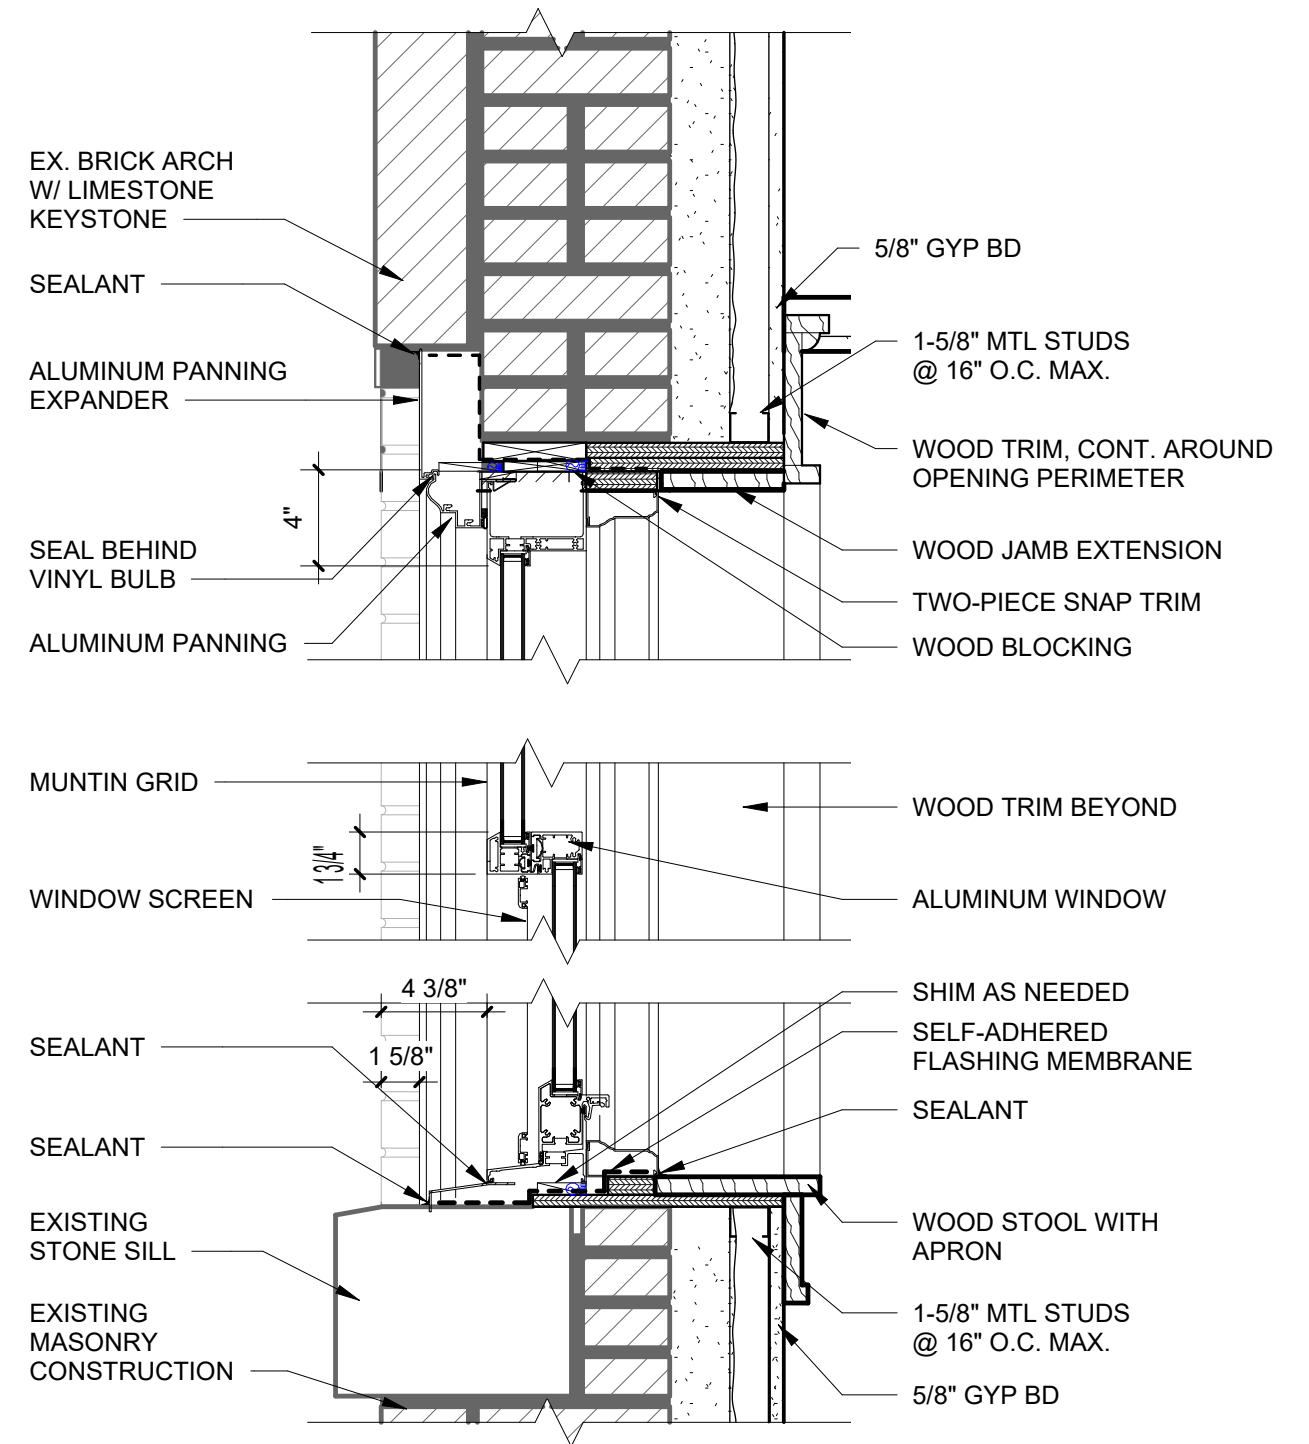 EX. BRICK ARCH
W/ LIMESTONE
KEYSTONE
SEALANT
ALUMINUM PANNING
EXPANDER
4"
SEAL BEHIND
VINYL BULB
ALUMINUM PANNING
5/8" GYP BD
1-5/8" MTL STUDS
@ 16" O.C. MAX.
WOOD TRIM, CONT. AROUND
OPENING PERIMETER
WOOD JAMB EXTENSION
TWO-PIECE SNAP TRIM
WOOD BLOCKING
MUNTIN GRID
1 3/4"
WINDOW SCREEN
WOOD TRIM BEYOND
ALUMINUM WINDOW
4 3/8"
SEALANT
1 5/8"
SEALANT
EXISTING
STONE SILL
EXISTING
MASONRY
CONSTRUCTION
SHIM AS NEEDED
SELF-ADHERED
FLASHING MEMBRANE
SEALANT
WOOD STOOL WITH
APRON
1-5/8" MTL STUDS
@ 16" O.C. MAX.
5/8" GYP BD